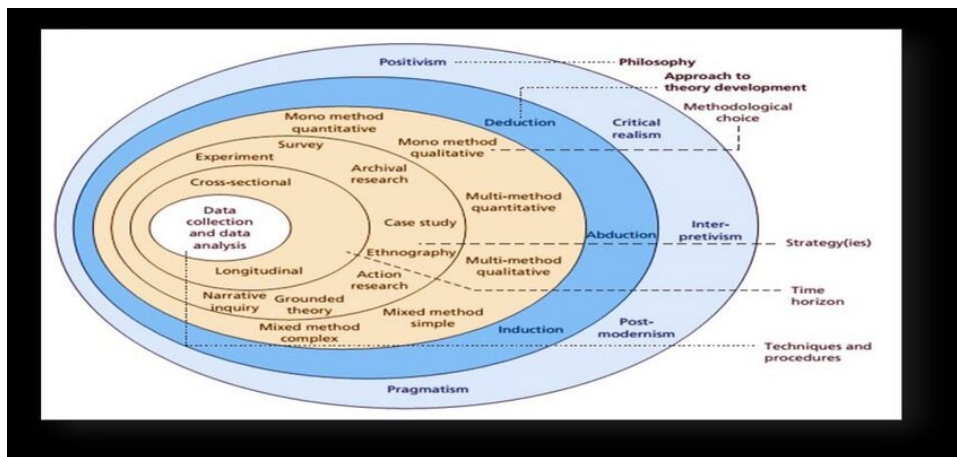 Positivism
Philosophy
Approach to
theory development
Methodological
choice
Deduction
Critical
realism
Mono method
quantitative
Mono method
qualitative
Survey
Experiment
Archival
research
Cross-sectional
Multi-method
quantitative
Data
collection
and data
analysis
Case study
Inter-
pretivism
Abduction
Strategy(ies)
Ethnography
Multi-method
qualitative
Longitudinal
Action
research
Time
horizon
Narrative
inquiry
Grounded
theory
Mixed method
simple
Mixed method
complex
Induction
Post-
modernism
Techniques and
procedures
Pragmatism